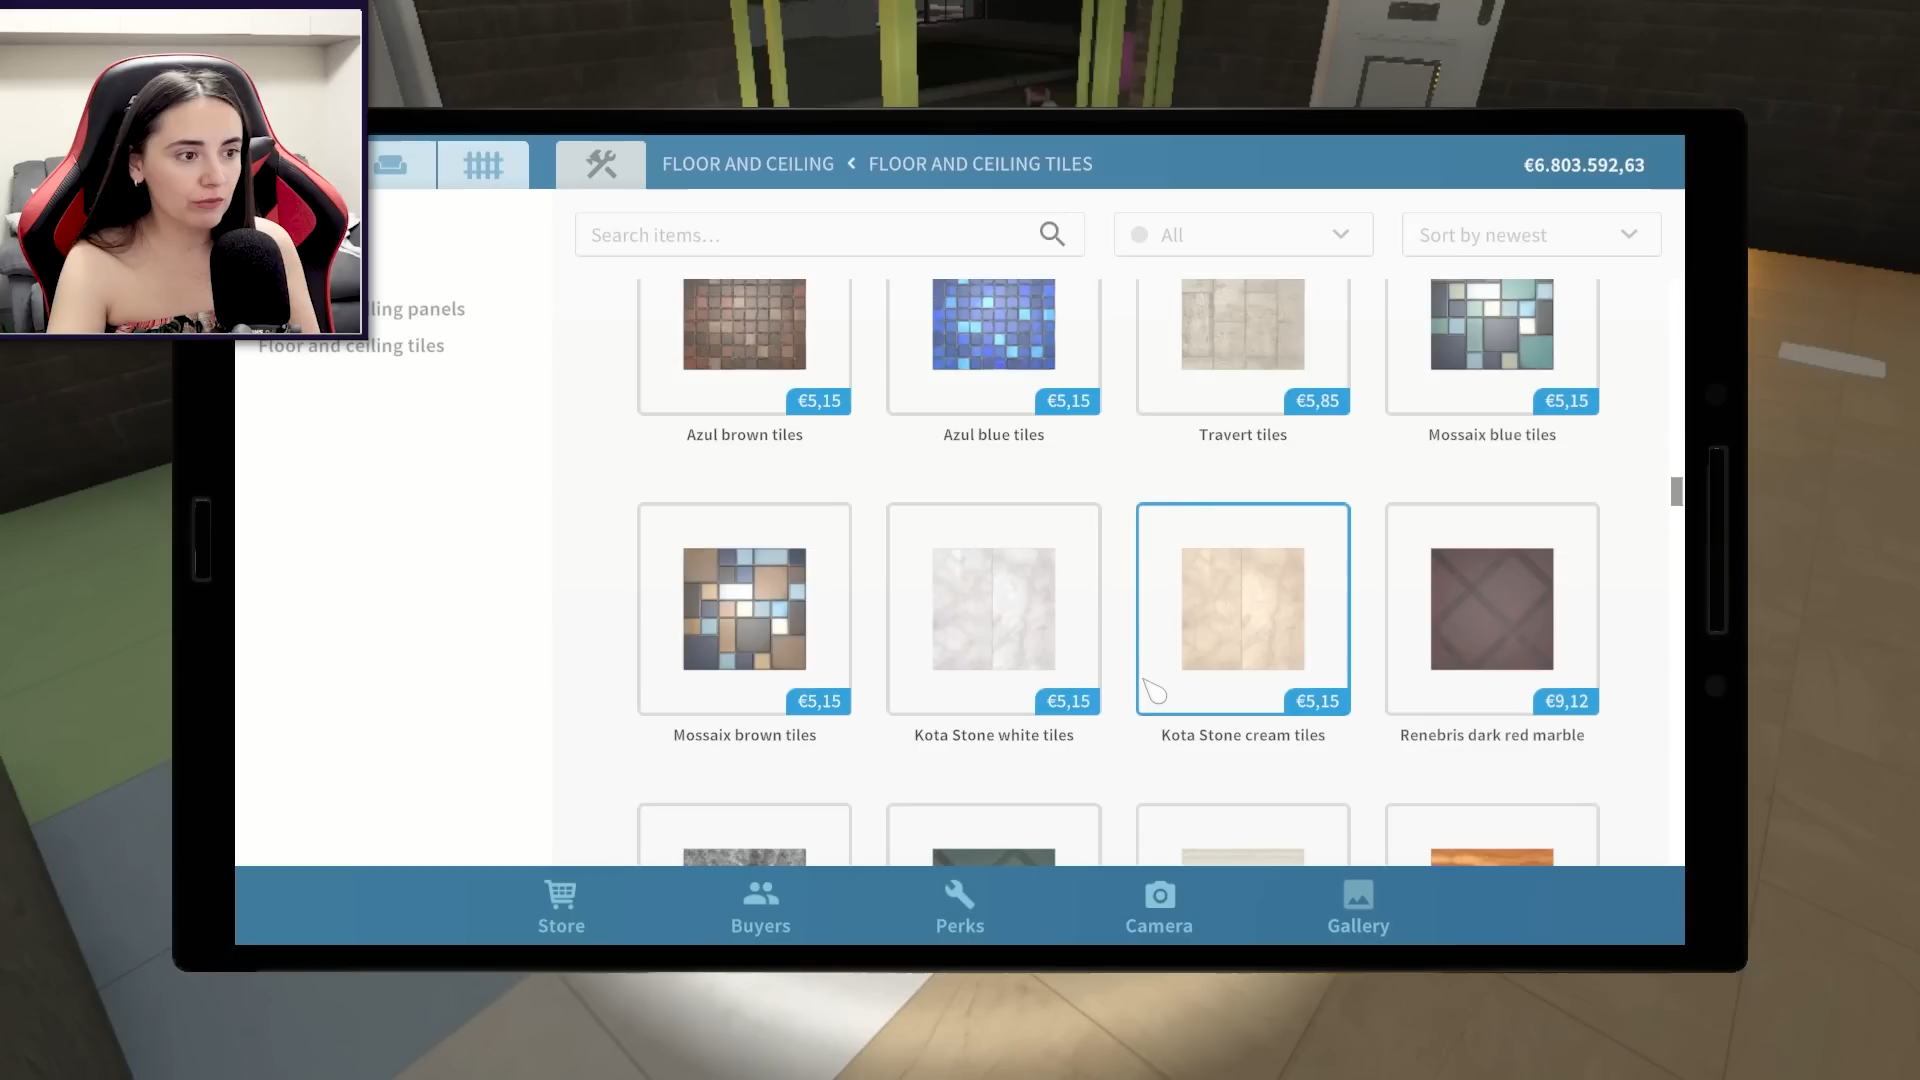 FLOOR AND CEILING < FLOOR AND CEILING TILES
€6.803.592,63
Search items...
All
Sort by newest
ling panels
Floor and ceiling tiles
€5,15
€5,15
€5,85
€5,15
Azul brown tiles
Azul blue tiles
Travert tiles
Mossaix blue tiles
€5,15
€5,15
€5,15
€9,12
Mossaix brown tiles
Kota Stone white tiles
Kota Stone cream tiles
Renebris dark red marble
Store
Buyers
Perks
Camera
Gallery